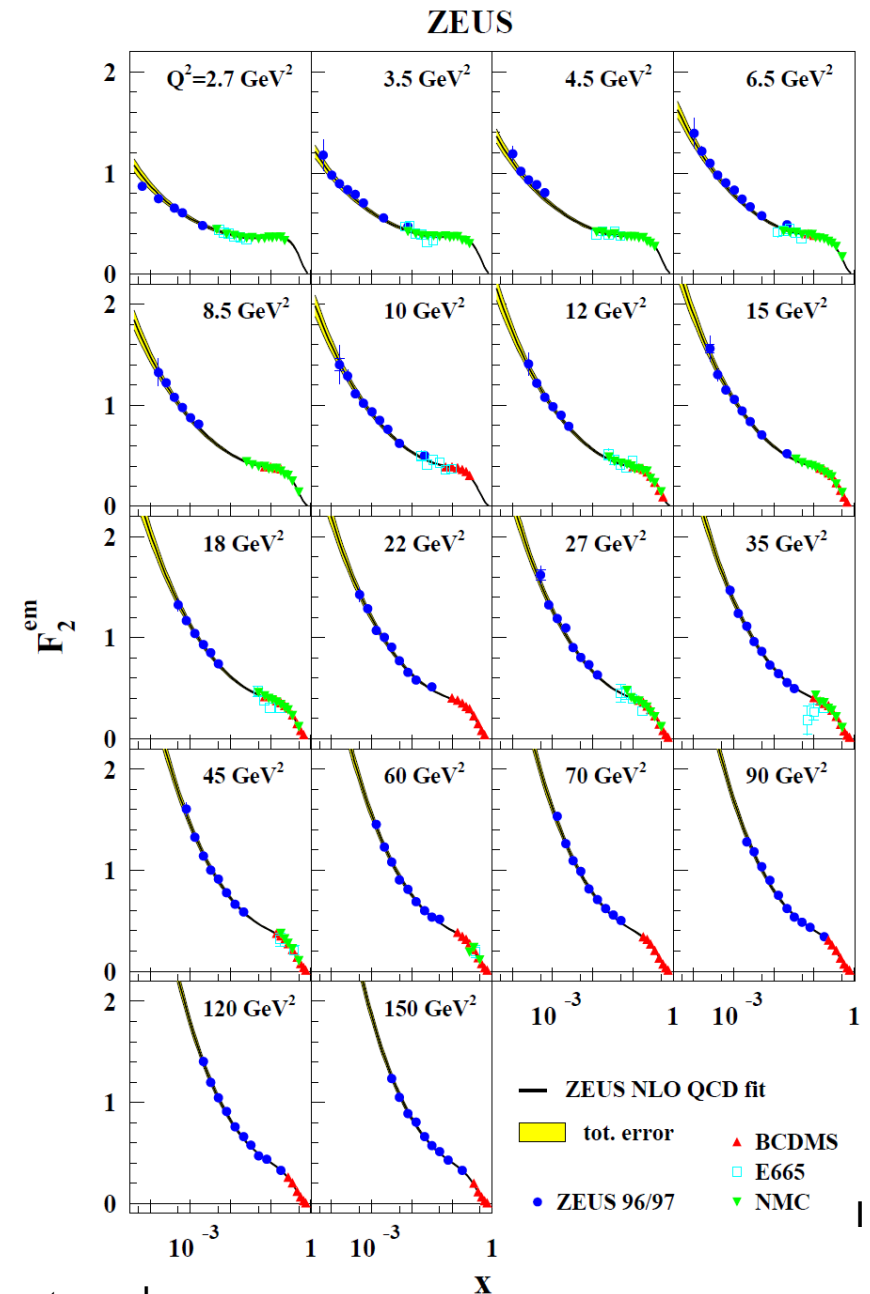 ZEUS
Q²=2.7 GeV² 3.5 GeV² 4.5 GeV² 6.5 GeV²
2
1
0
8.5 GeV² 10 GeV² 12 GeV² 15 GeV²
2
1
0
18 GeV² 22 GeV² 27 GeV² 35 GeV²
2
1
0
F₂^em
45 GeV² 60 GeV² 70 GeV² 90 GeV²
2
1
0
120 GeV² 150 GeV²
2
1
0
10⁻³ 1 10⁻³ 1
ZEUS NLO QCD fit
tot. error
BCDMS
E665
ZEUS 96/97 NMC
10⁻³ 1 10⁻³ 1
x